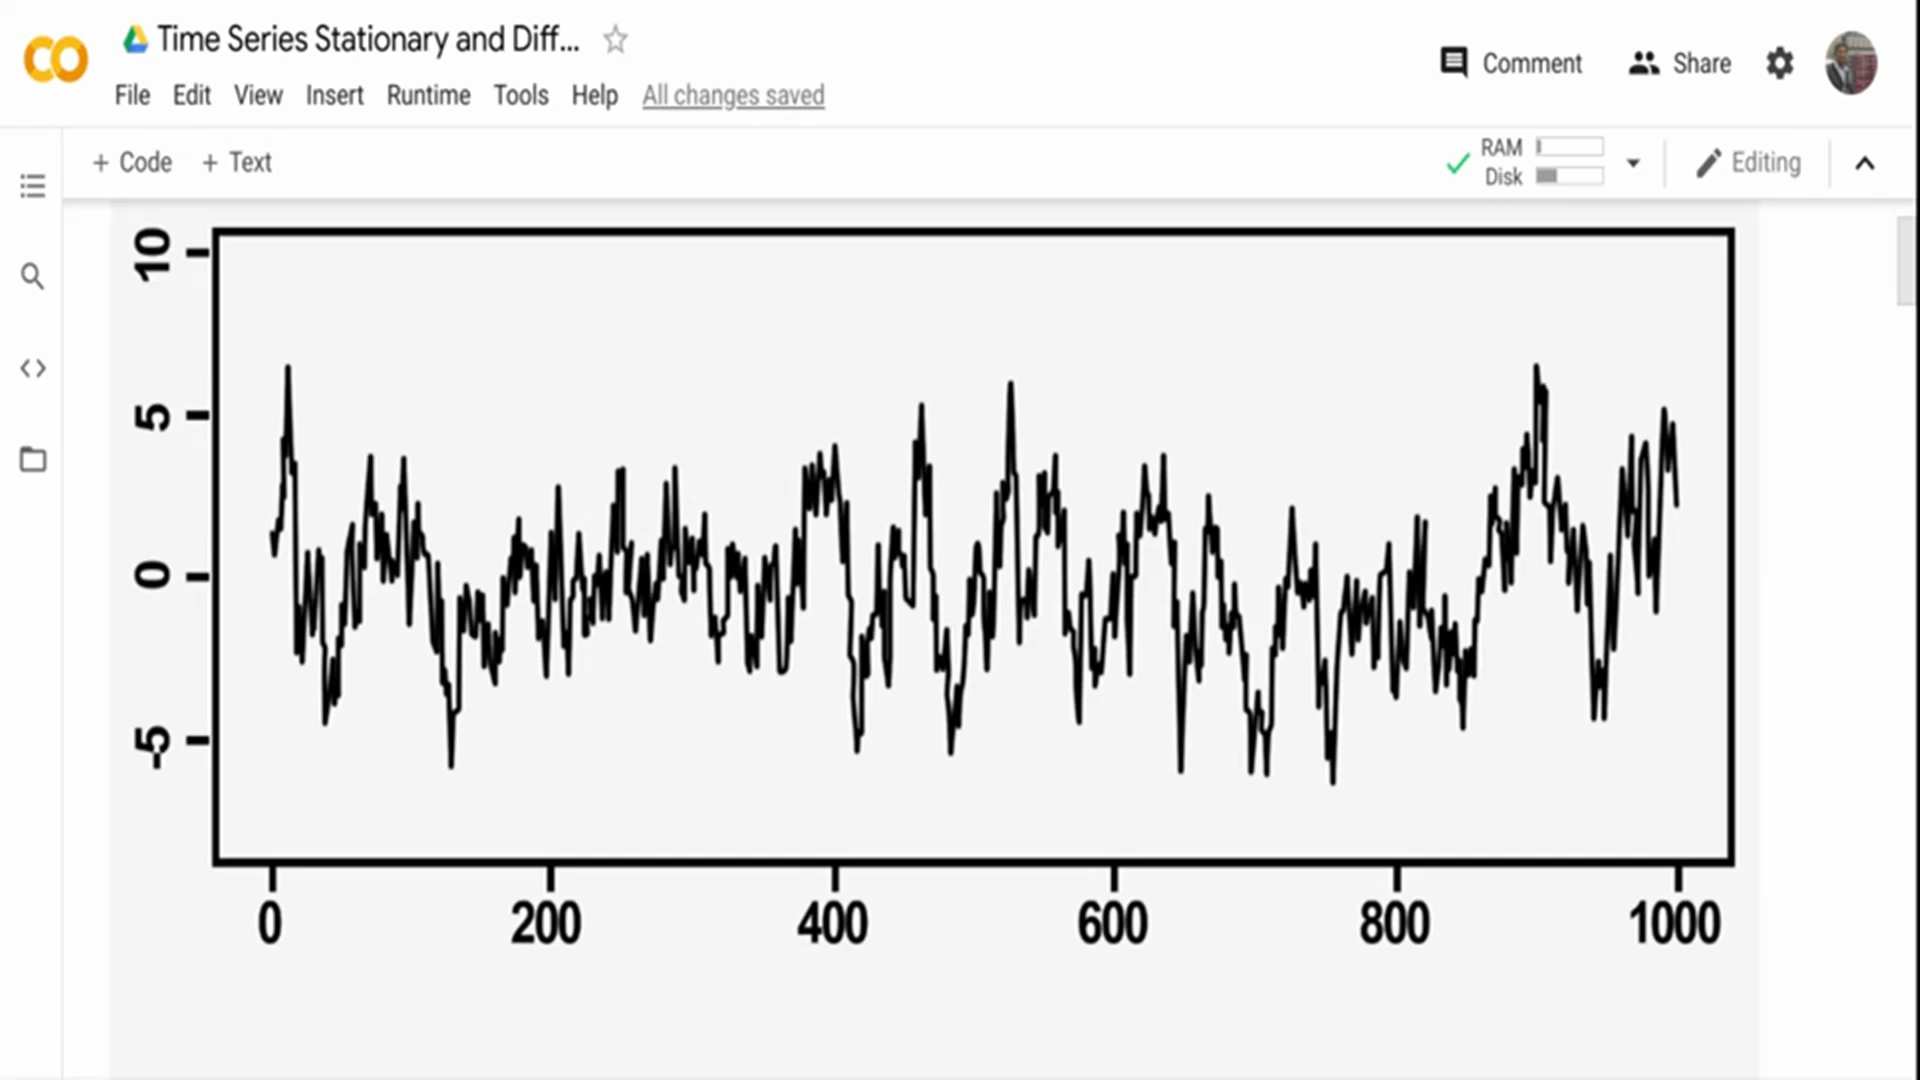 Time Series Stationary and Diff...
Comment
Share
File Edit View Insert Runtime Tools Help All changes saved
+ Code + Text
RAM
Disk
Editing
10
5
0
-5
0 200 400 600 800 1000